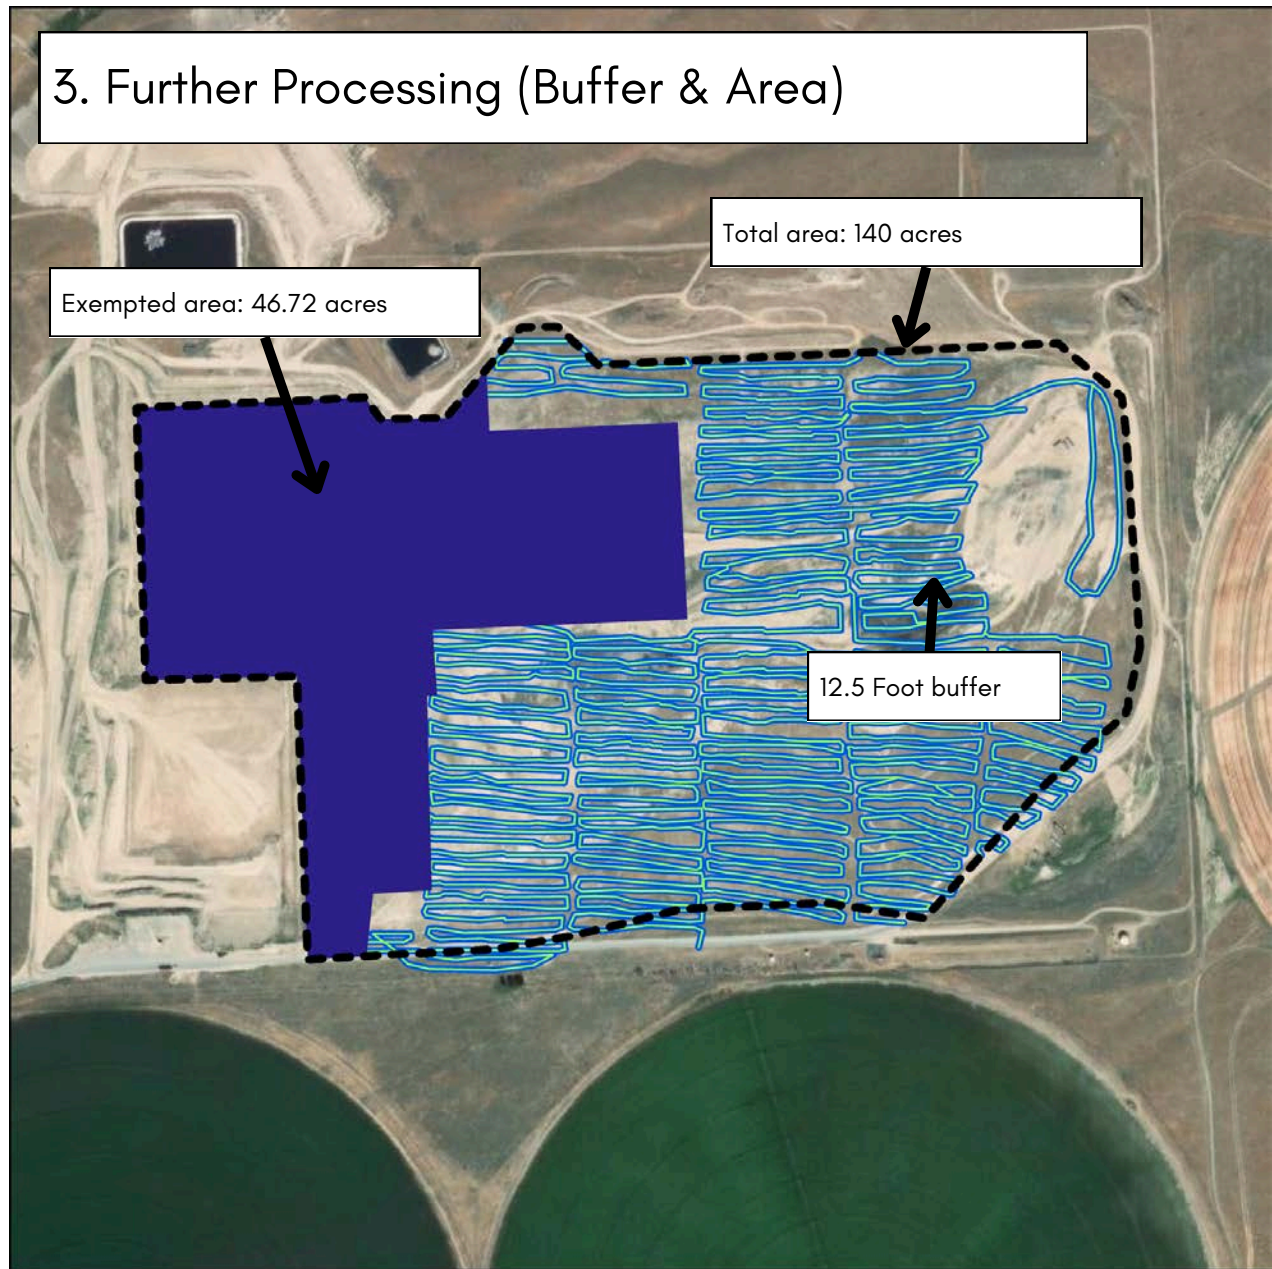 3. Further Processing (Buffer & Area)
Total area: 140 acres
Exempted area: 46.72 acres
12.5 Foot buffer